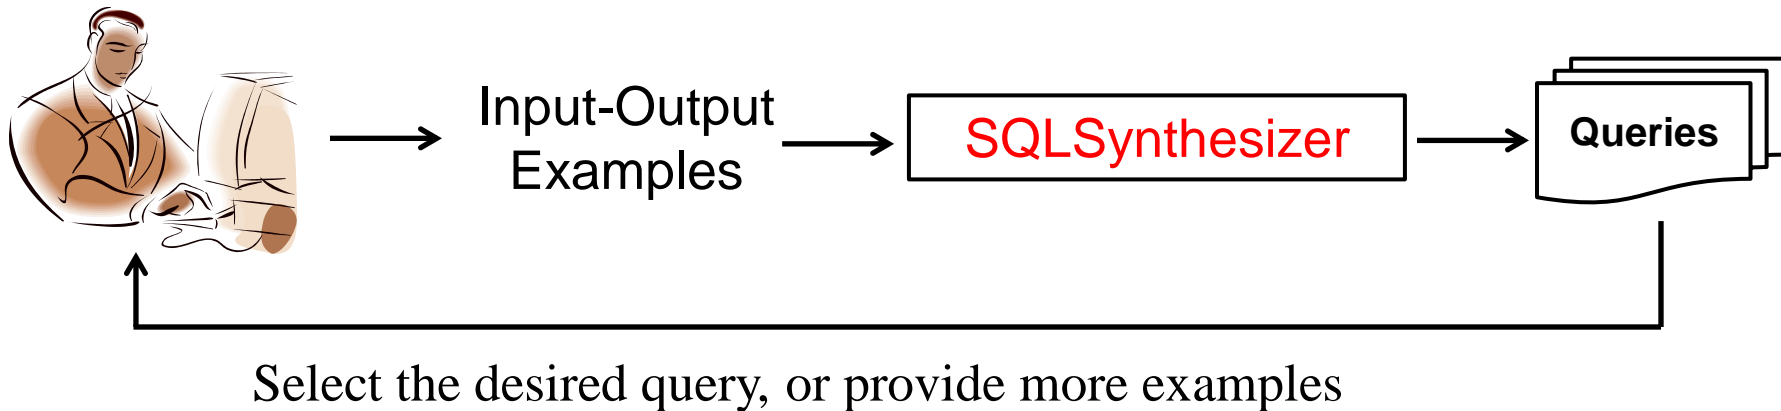 Input-Output
Examples
SQLSynthesizer
Queries
Select the desired query, or provide more examples